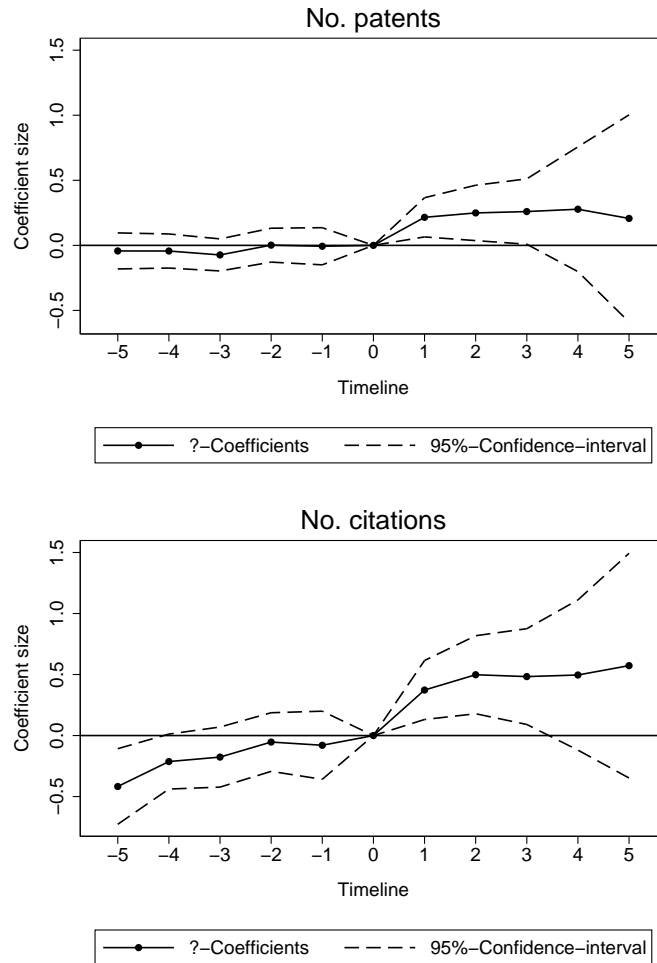 No. patents
Coefficient size
1.5
1.0
0.5
0.0
−0.5
−5 −4 −3 −2 −1 0 1 2 3 4 5
Timeline
?−Coefficients 95%−Confidence−interval
No. citations
Coefficient size
1.5
1.0
0.5
0.0
−0.5
−5 −4 −3 −2 −1 0 1 2 3 4 5
Timeline
?−Coefficients 95%−Confidence−interval